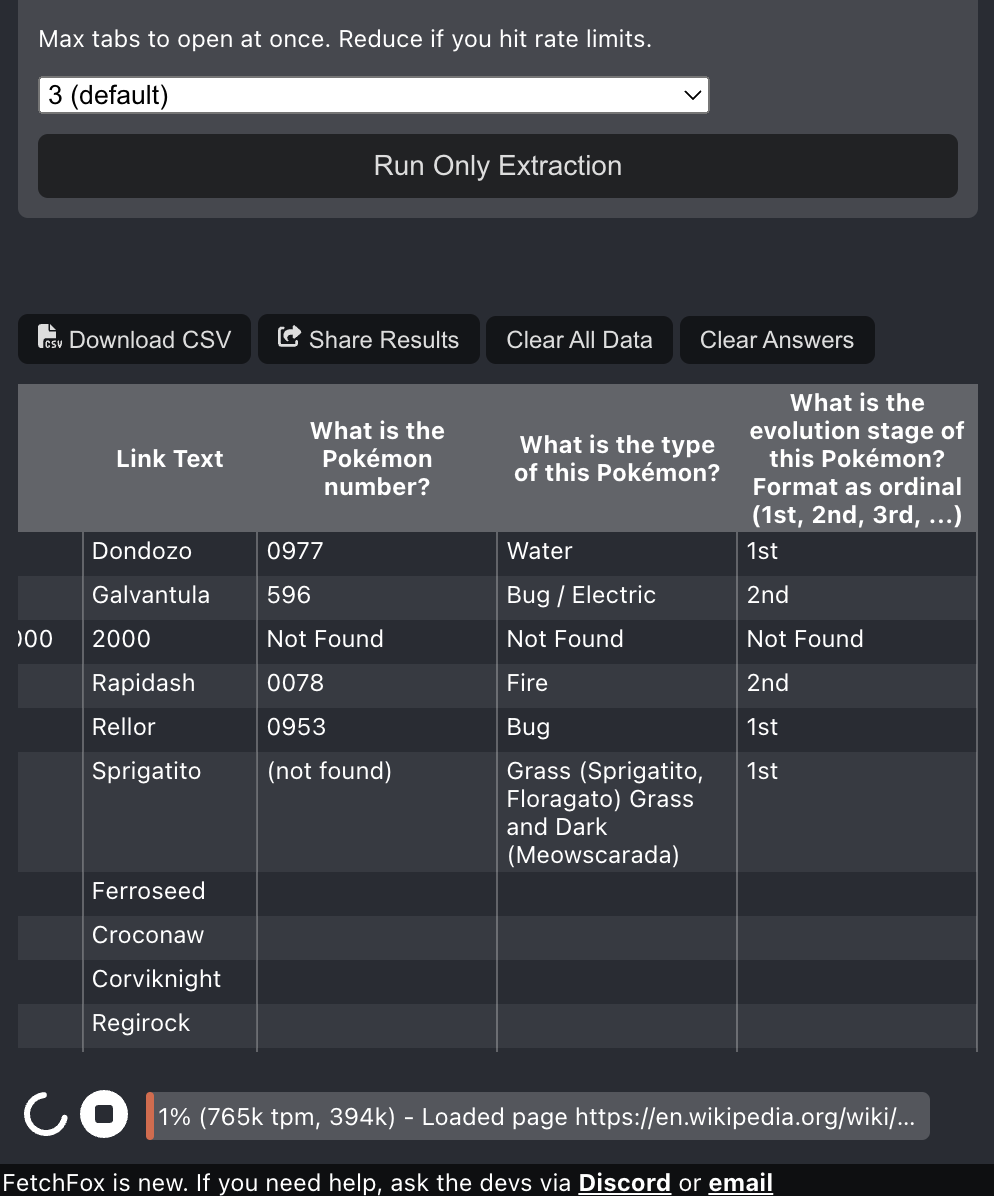 Max tabs to open at once. Reduce if you hit rate limits.
3 (default)
Run Only Extraction
Download CSV Share Results Clear All Data Clear Answers
Link Text What is the Pokémon number? What is the type of this Pokémon? What is the evolution stage of this Pokémon? Format as ordinal (1st, 2nd, 3rd, ...)
Dondozo 0977 Water 1st
Galvantula 596 Bug / Electric 2nd
2000 Not Found Not Found Not Found
Rapidash 0078 Fire 2nd
Rellor 0953 Bug 1st
Sprigatito (not found) Grass (Sprigatito, Floragato) Grass and Dark (Meowscarada) 1st
Ferroseed
Croconaw
Corviknight
Regirock
1% (765k tpm, 394k) - Loaded page https://en.wikipedia.org/wiki/...
FetchFox is new. If you need help, ask the devs via Discord or email